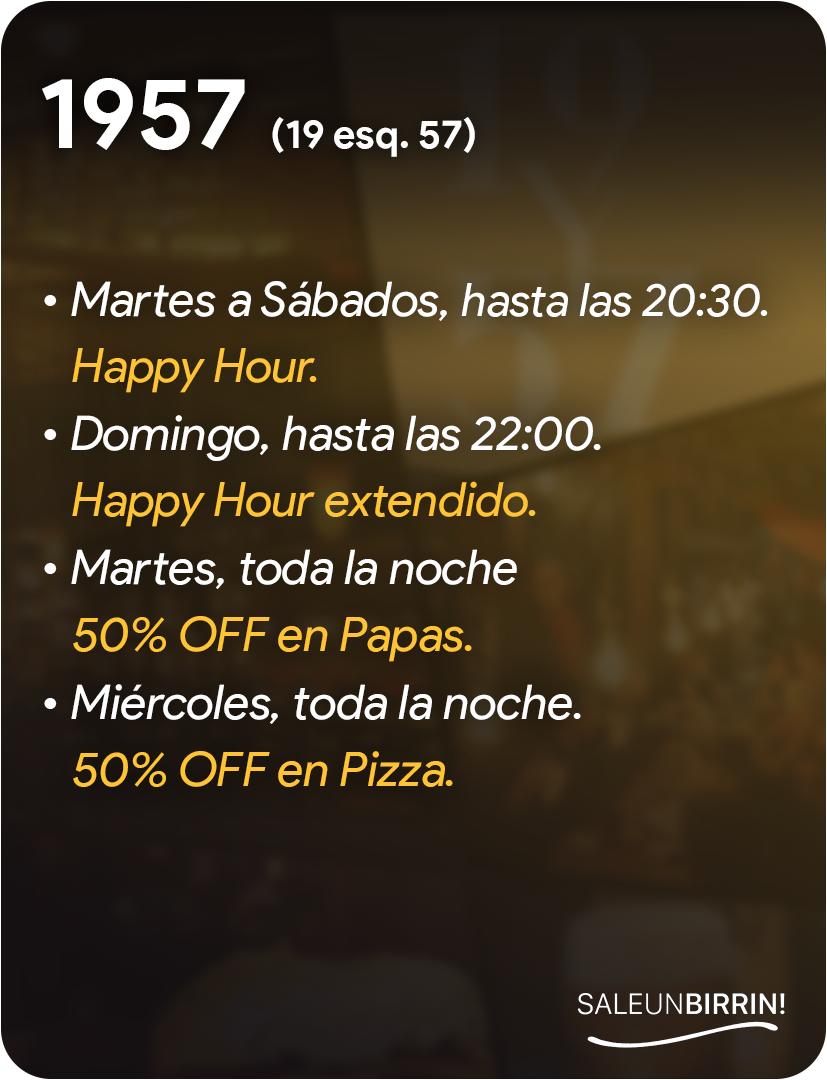 1957 (19 esq. 57)
• Martes a Sábados, hasta las 20:30.
Happy Hour.
• Domingo, hasta las 22:00.
Happy Hour extendido.
• Martes, toda la noche
50% OFF en Papas.
• Miércoles, toda la noche.
50% OFF en Pizza.
SALEUNBIRRIN!